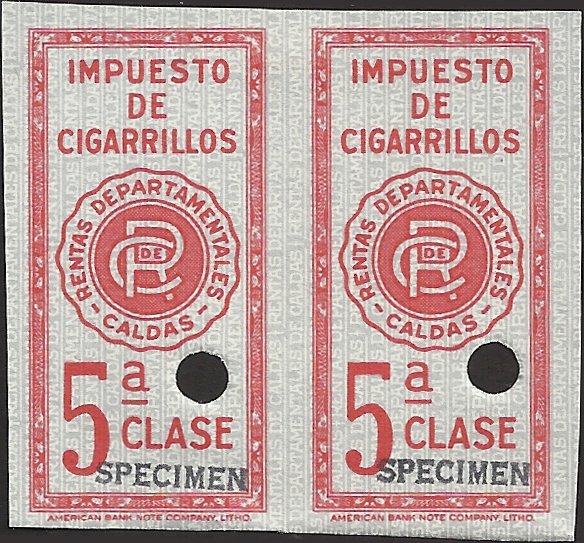 IMPUESTO
DE
CIGARRILLOS
RENTAS DEPARTAMENTALES
- CALDAS -
R DE C
5ª
CLASE
SPECIMEN
AMERICAN BANK NOTE COMPANY, LITHO.
IMPUESTO
DE
CIGARRILLOS
RENTAS DEPARTAMENTALES
- CALDAS -
R DE C
5ª
CLASE
SPECIMEN
AMERICAN BANK NOTE COMPANY, LITHO.